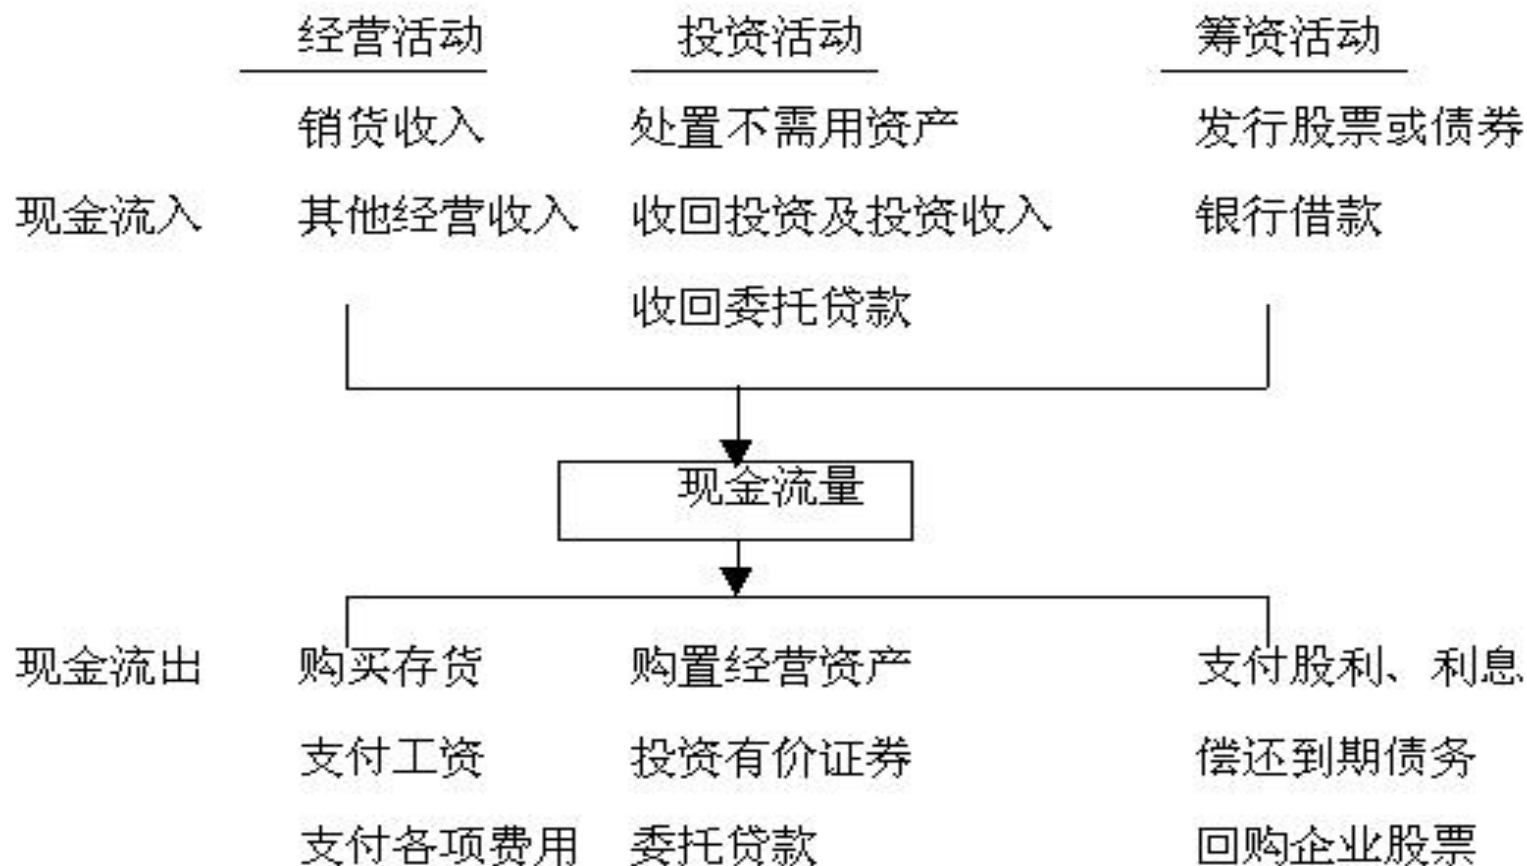 经营活动 投资活动 筹资活动
销货收入 处置不需用资产 发行股票或债券
现金流入 其他经营收入 收回投资及投资收入 银行借款
收回委托贷款
现金流量
现金流出 购买存货 购置经营资产 支付股利、利息
支付工资 投资有价证券 偿还到期债务
支付各项费用 委托贷款 回购企业股票